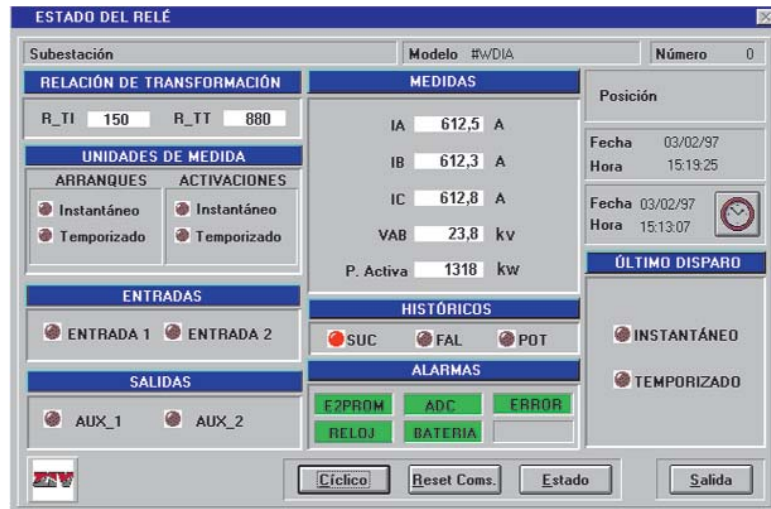 ESTADO DEL RELÉ
Subestación
Modelo #WDIA
Número 0
RELACIÓN DE TRANSFORMACIÓN
R_TI 150 R_TT 880
UNIDADES DE MEDIDA
ARRANQUES ACTIVACIONES
Instantáneo Instantáneo
Temporizado Temporizado
ENTRADAS
ENTRADA 1 ENTRADA 2
SALIDAS
AUX_1 AUX_2
MEDIDAS
IA 612,5 A
IB 612,3 A
IC 612,8 A
VAB 23,8 kv
P. Activa 1318 kw
HISTÓRICOS
SUC FAL POT
ALARMAS
E2PROM ADC ERROR
RELOJ BATERIA
Posición
Fecha 03/02/97
Hora 15:19:25
Fecha 03/02/97
Hora 15:13:07
ÚLTIMO DISPARO
INSTANTÁNEO
TEMPORIZADO
ZIV
Cíclico Reset Coms. Estado Salida